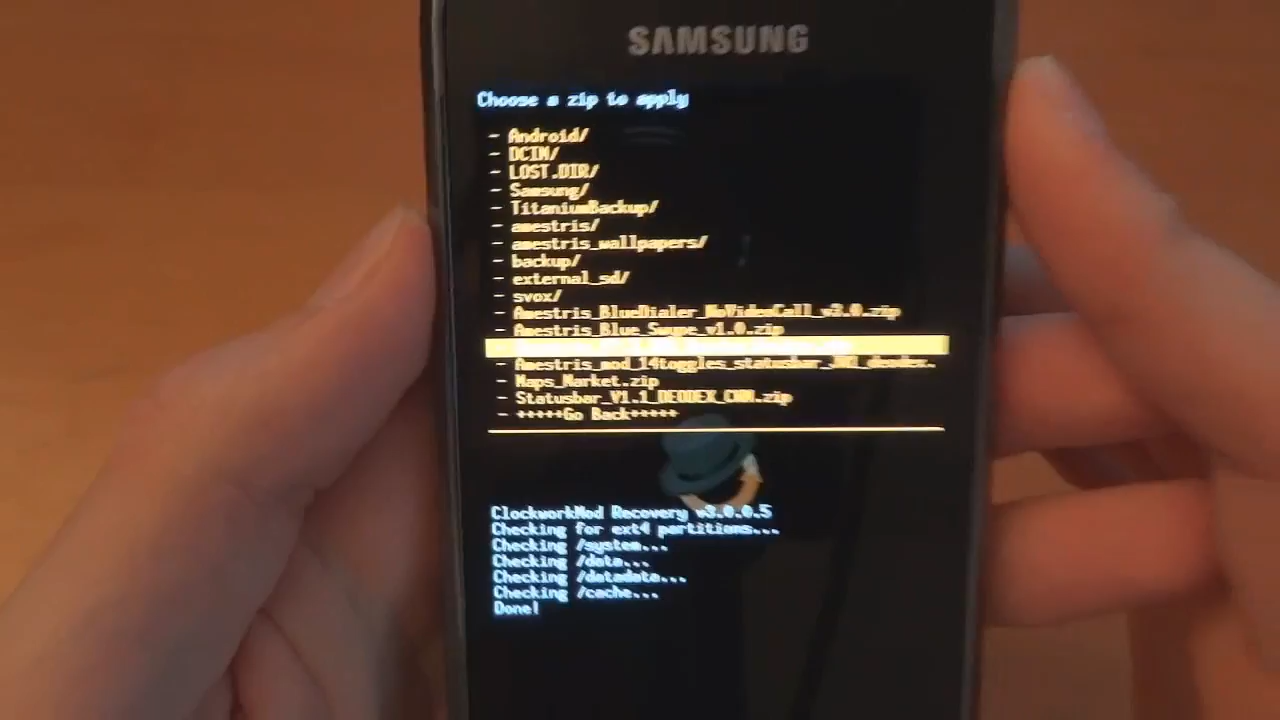 SAMSUNG
Choose a zip to apply
- Android/
- DCIM/
- LOST.DIR/
- Samsung/
- TitaniumBackup/
- amestris/
- amestris_wallpapers/
- backup/
- external_sd/
- svox/
- Amestris_BlueDialer_NoVideoCall_v3.0.zip
- Amestris_Blue_Swype_v1.0.zip
- Amestris_mod_14toggles_statusbar_JVI_deodex.
- Maps_Market.zip
- Statusbar_V1.1_DEODEX_CWM.zip
- +++++Go Back+++++
ClockworkMod Recovery v3.0.0.5
Checking for ext4 partitions...
Checking /system...
Checking /data...
Checking /datadata...
Checking /cache...
Done!